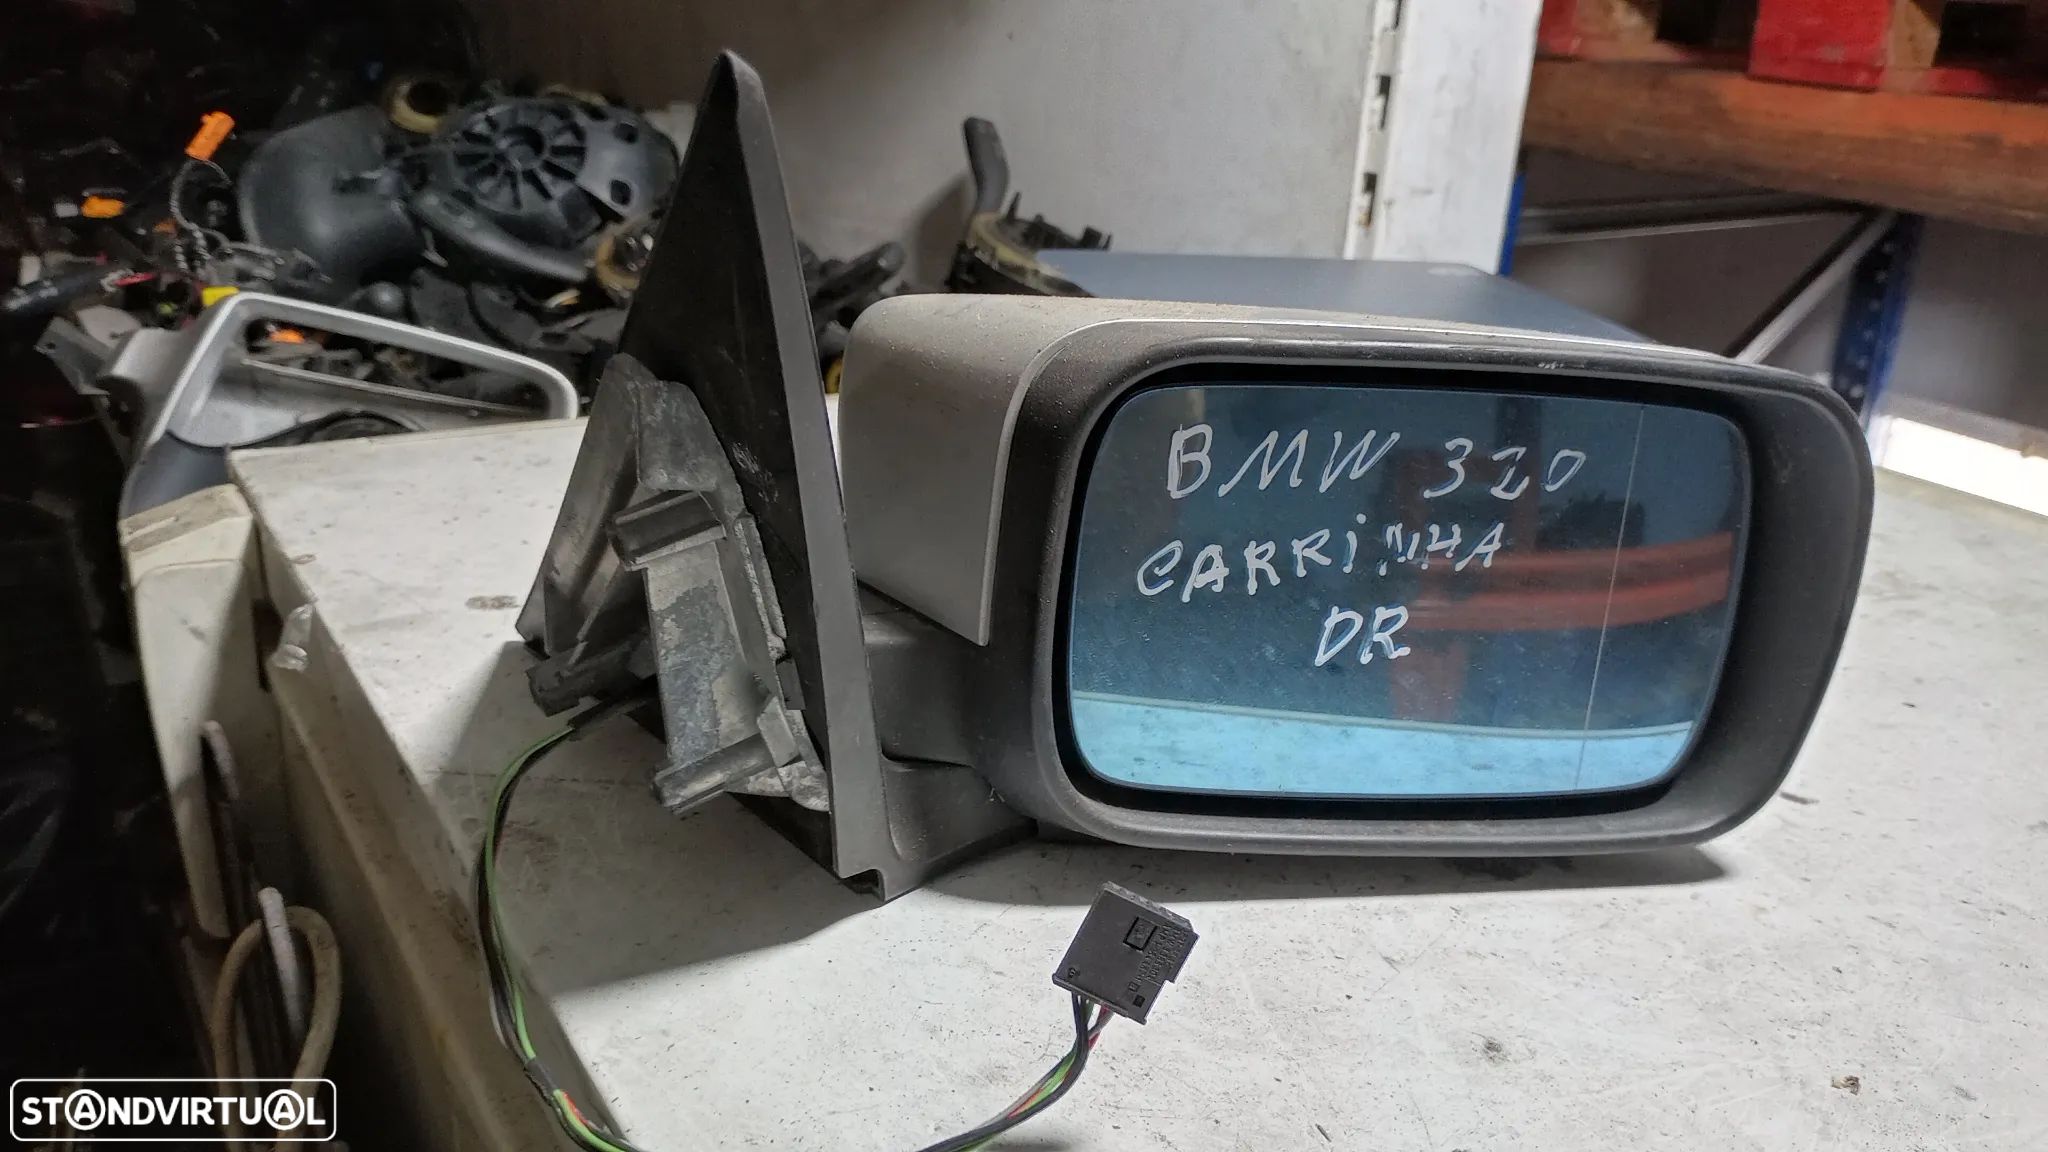 BMW 320
CARRINHA
DR
STANDVIRTUAL